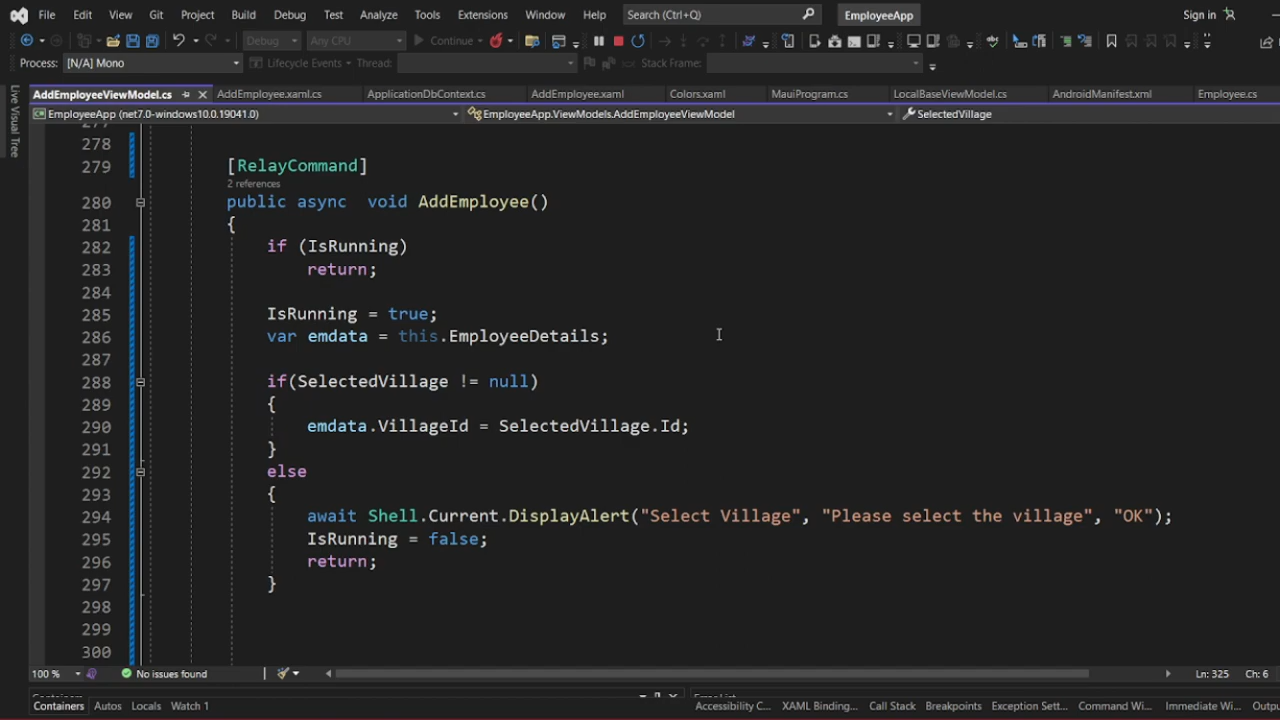 File Edit View Git Project Build Debug Test Analyze Tools Extensions Window Help Search (Ctrl+Q) EmployeeApp Sign in
Debug Any CPU Continue
Process: [N/A] Mono Lifecycle Events Thread: Stack Frame:
AddEmployeeViewModel.cs AddEmployee.xaml.cs ApplicationDbContext.cs AddEmployee.xaml Colors.xaml MauiProgram.cs LocalBaseViewModel.cs AndroidManifest.xml Employee.cs
Live Visual Tree
EmployeeApp (net7.0-windows10.0.19041.0) EmployeeApp.ViewModels.AddEmployeeViewModel SelectedVillage
277
278
279 [RelayCommand]
2 references
280 public async  void AddEmployee()
281 {
282 if (IsRunning)
283 return;
284
285 IsRunning = true;
286 var emdata = this.EmployeeDetails;
287
288 if(SelectedVillage != null)
289 {
290 emdata.VillageId = SelectedVillage.Id;
291 }
292 else
293 {
294 await Shell.Current.DisplayAlert("Select Village", "Please select the village", "OK");
295 IsRunning = false;
296 return;
297 }
298
299
300
100 % No issues found Ln: 325 Ch: 6
Containers
Containers Autos Locals Watch 1 Accessibility C... XAML Binding... Call Stack Breakpoints Exception Sett... Command Wi... Immediate Wi... Outpu